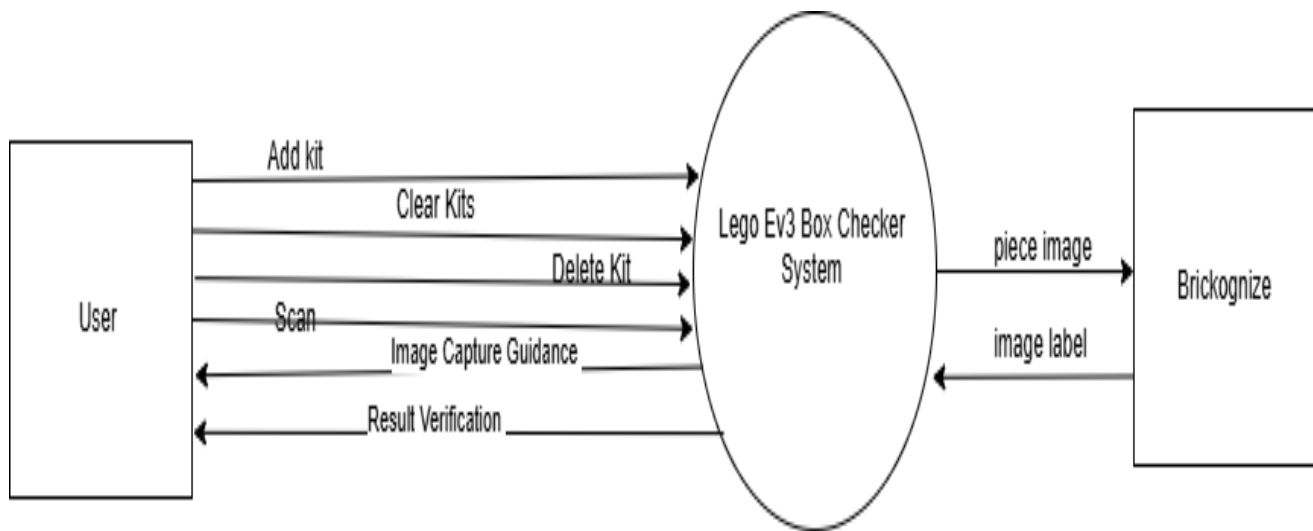 Add kit
Clear Kits
Delete Kit
Scan
Image Capture Guidance
Result Verification
User
Lego Ev3 Box Checker
System
piece image
image label
Brickognize